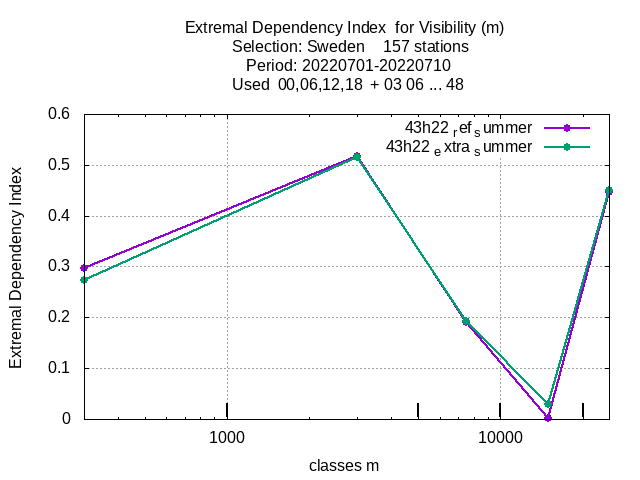 Extremal Dependency Index  for Visibility (m)
Selection: Sweden    157 stations
Period: 20220701-20220710
Used  00,06,12,18  + 03 06 ... 48
43h22 ref summer
43h22 extra summer
Extremal Dependency Index
0.6
0.5
0.4
0.3
0.2
0.1
0
1000
10000
classes m